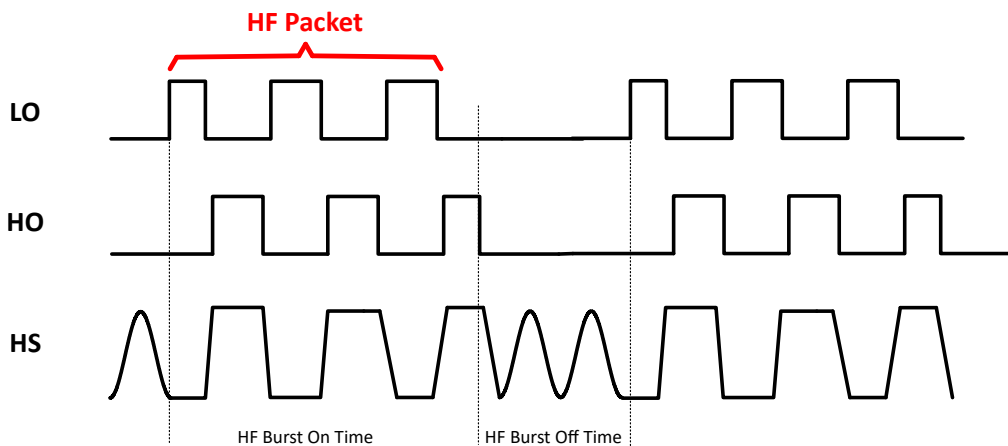 HF Packet
LO
HO
HS
HF Burst On Time
HF Burst Off Time